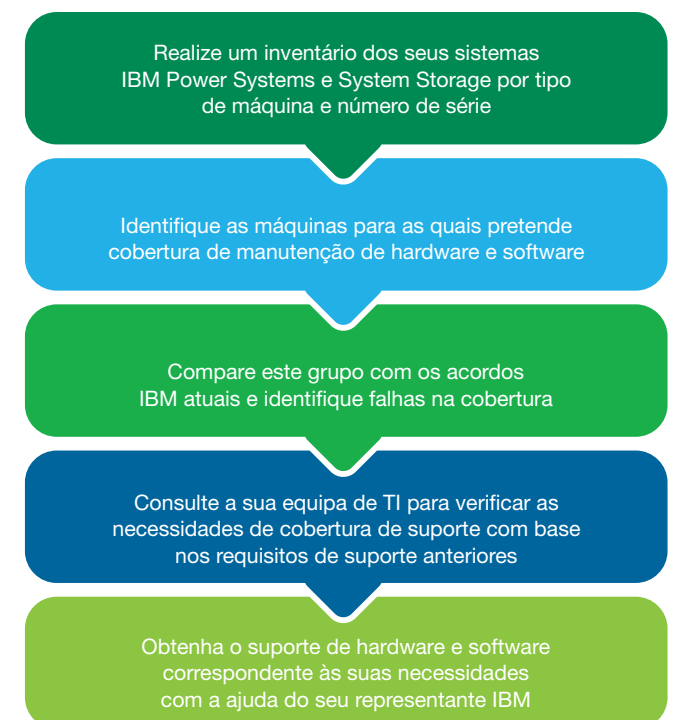 Realize um inventário dos seus sistemas
IBM Power Systems e System Storage por tipo
de máquina e número de série
Identifique as máquinas para as quais pretende
cobertura de manutenção de hardware e software
Compare este grupo com os acordos
IBM atuais e identifique falhas na cobertura
Consulte a sua equipa de TI para verificar as
necessidades de cobertura de suporte com base
nos requisitos de suporte anteriores
Obtenha o suporte de hardware e software
correspondente às suas necessidades
com a ajuda do seu representante IBM